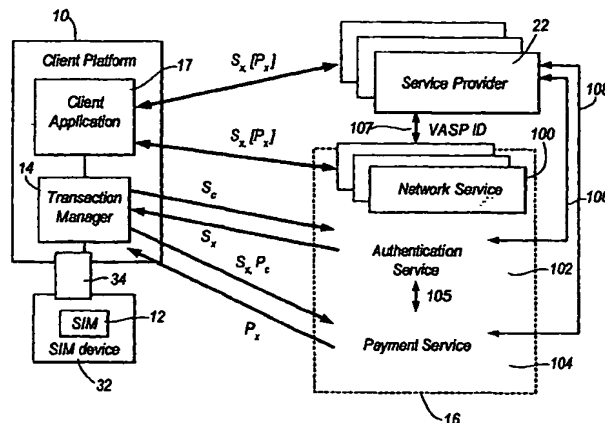 10
Client Platform
17
Client
Application
14
Transaction
Manager
34
SIM
12
SIM device
32
Sx, [Px]
Sx, [Px]
Sc
Sx
Sx, Pc
Px
22
Service Provider
107
VASP ID
100
Network Service
Authentication
Service
102
105
Payment Service
104
16
108
106